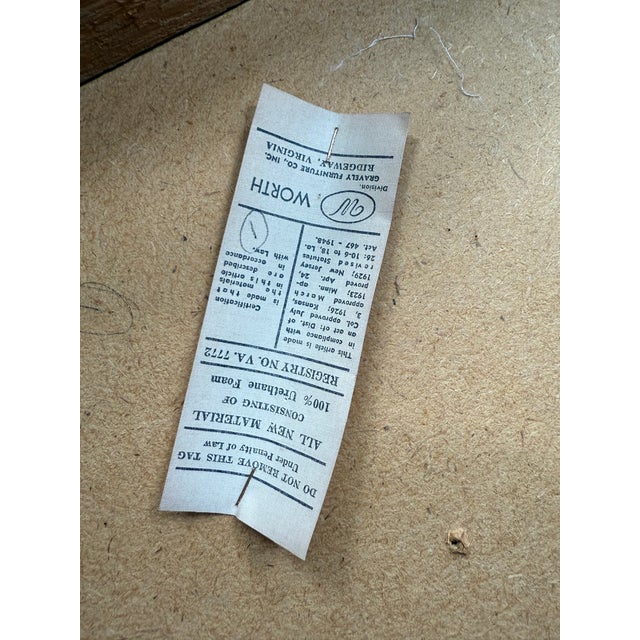 DO NOT REMOVE THIS TAG
Under Penalty of Law
ALL NEW MATERIAL
CONSISTING OF
100% Urethane Foam
REGISTRY NO. VA. 7772
This article is made
in compliance with
an act of: Dist. of
Col. approved July
3, 1926; Kansas,
approved March
1923; Minn. ap-
proved Apr. 24,
1929; New Jersey
revised Statutes
26: 10-6 to 18, La.
Act. 467 - 1948.
Certification
is made that
the materials
in this article
are described
in accordance
with Law.
1
W WORTH
Division.
GRAVELY FURNITURE CO., INC.
RIDGEWAY, VIRGINIA